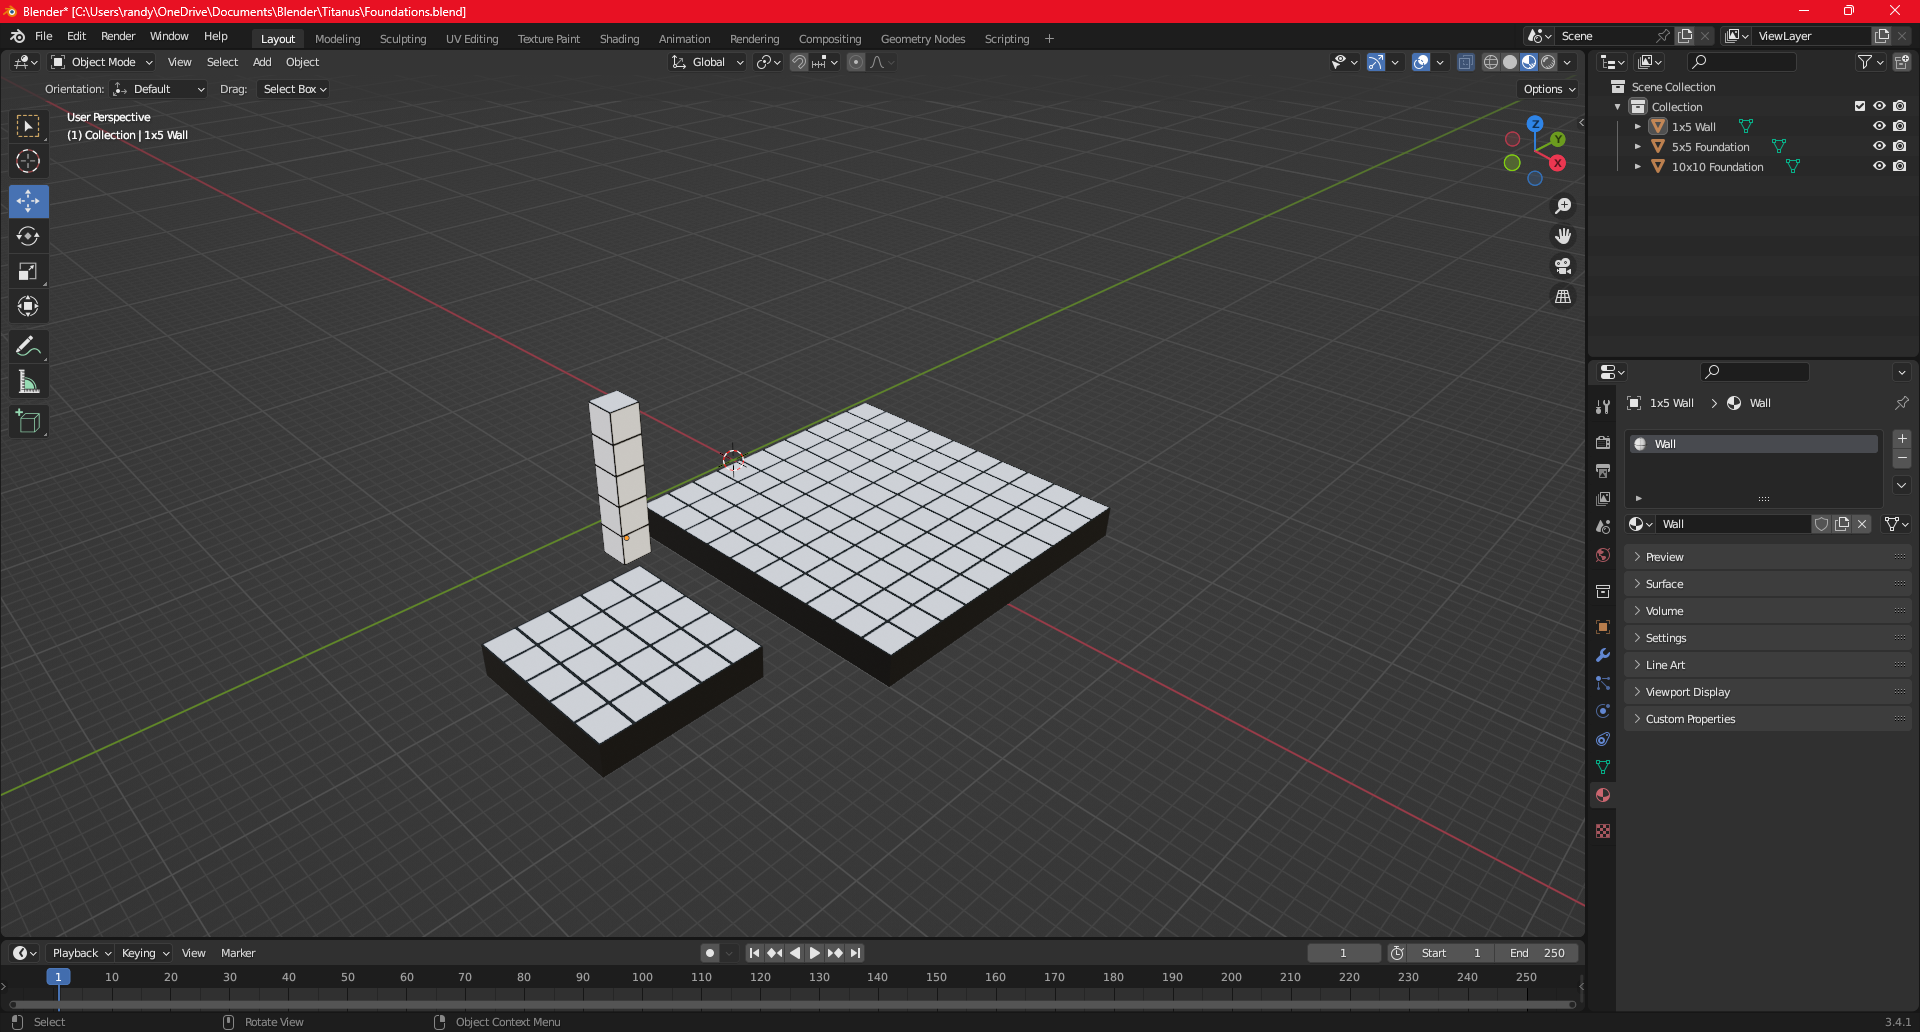 Blender* [C:\Users\randy\OneDrive\Documents\Blender\Titanus\Foundations.blend]
File Edit Render Window Help Layout Modeling Sculpting UV Editing Texture Paint Shading Animation Rendering Compositing Geometry Nodes Scripting + Scene ViewLayer
Object Mode View Select Add Object Global
Orientation: Default Drag: Select Box Options
User Perspective
(1) Collection | 1x5 Wall
Z
Y
X
Scene Collection
Collection
1x5 Wall
5x5 Foundation
10x10 Foundation
1x5 Wall > Wall
Wall
Wall
Preview
Surface
Volume
Settings
Line Art
Viewport Display
Custom Properties
Playback Keying View Marker 1 Start 1 End 250
1 10 20 30 40 50 60 70 80 90 100 110 120 130 140 150 160 170 180 190 200 210 220 230 240 250
Select Rotate View Object Context Menu 3.4.1